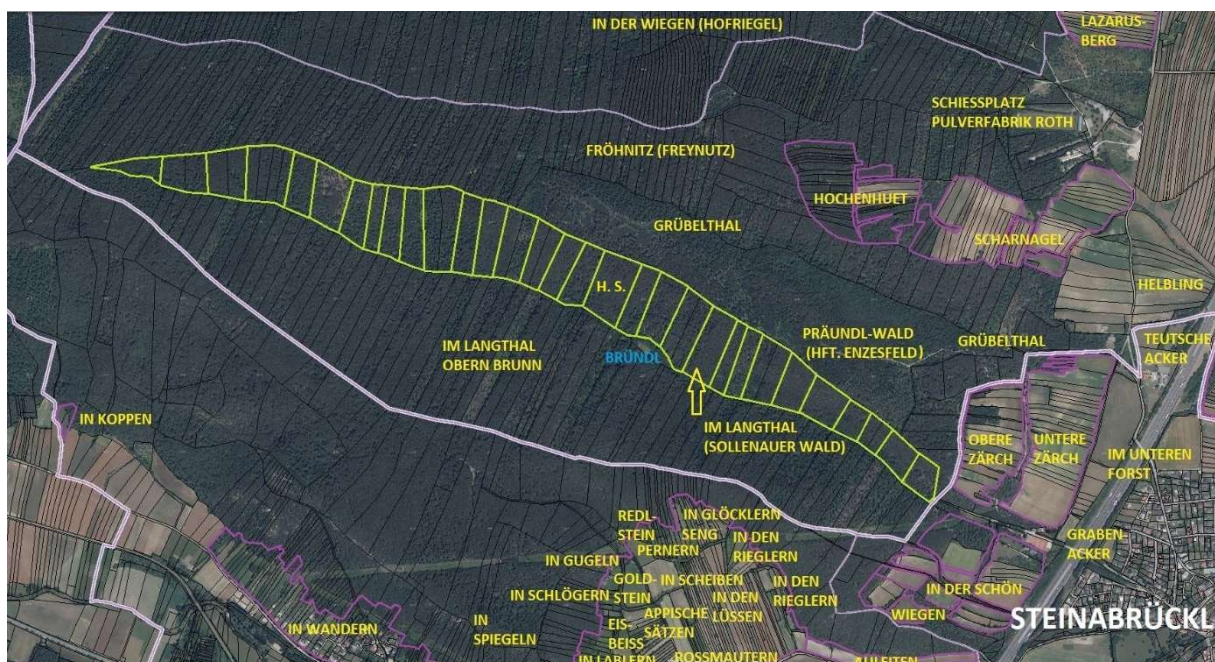 IN DER WIEGEN (HOFRIEGEL)
LAZARUS-
BERG
SCHIESSPLATZ
PULVERFABRIK ROTH
FRÖHNITZ (FREYNUTZ)
HOCHENHUET
GRÜBELTHAL
SCHARNAGEL
H. S.
HELBLING
IM LANGTHAL
OBERN BRUNN
BRÜNDL
PRÄUNDL-WALD
(HFT. ENZESFELD)
GRÜBELTHAL
TEUTSCHE
ACKER
IN KOPPEN
IM LANGTHAL
(SOLLENAUER WALD)
OBERE
ZÄRCH
UNTERE
ZÄRCH
IM UNTEREN
FORST
REDL-
STEIN
IN GLÖCKLERN
SENG
PERNERN
IN DEN
RIEGLERN
GRABEN-
ACKER
IN GUGELN
GOLD-
STEIN
IN SCHEIBEN
IN DEN
LÜSSEN
IN DEN
RIEGLERN
IN DER SCHÖN
IN SCHLÖGERN
APPISCHE
SÄTZEN
WIEGEN
STEINABRÜCKL
IN WANDERN
IN
SPIEGELN
EIS-
BEISS
IN LABLERN
ROSSMAUTERN
AULEITEN